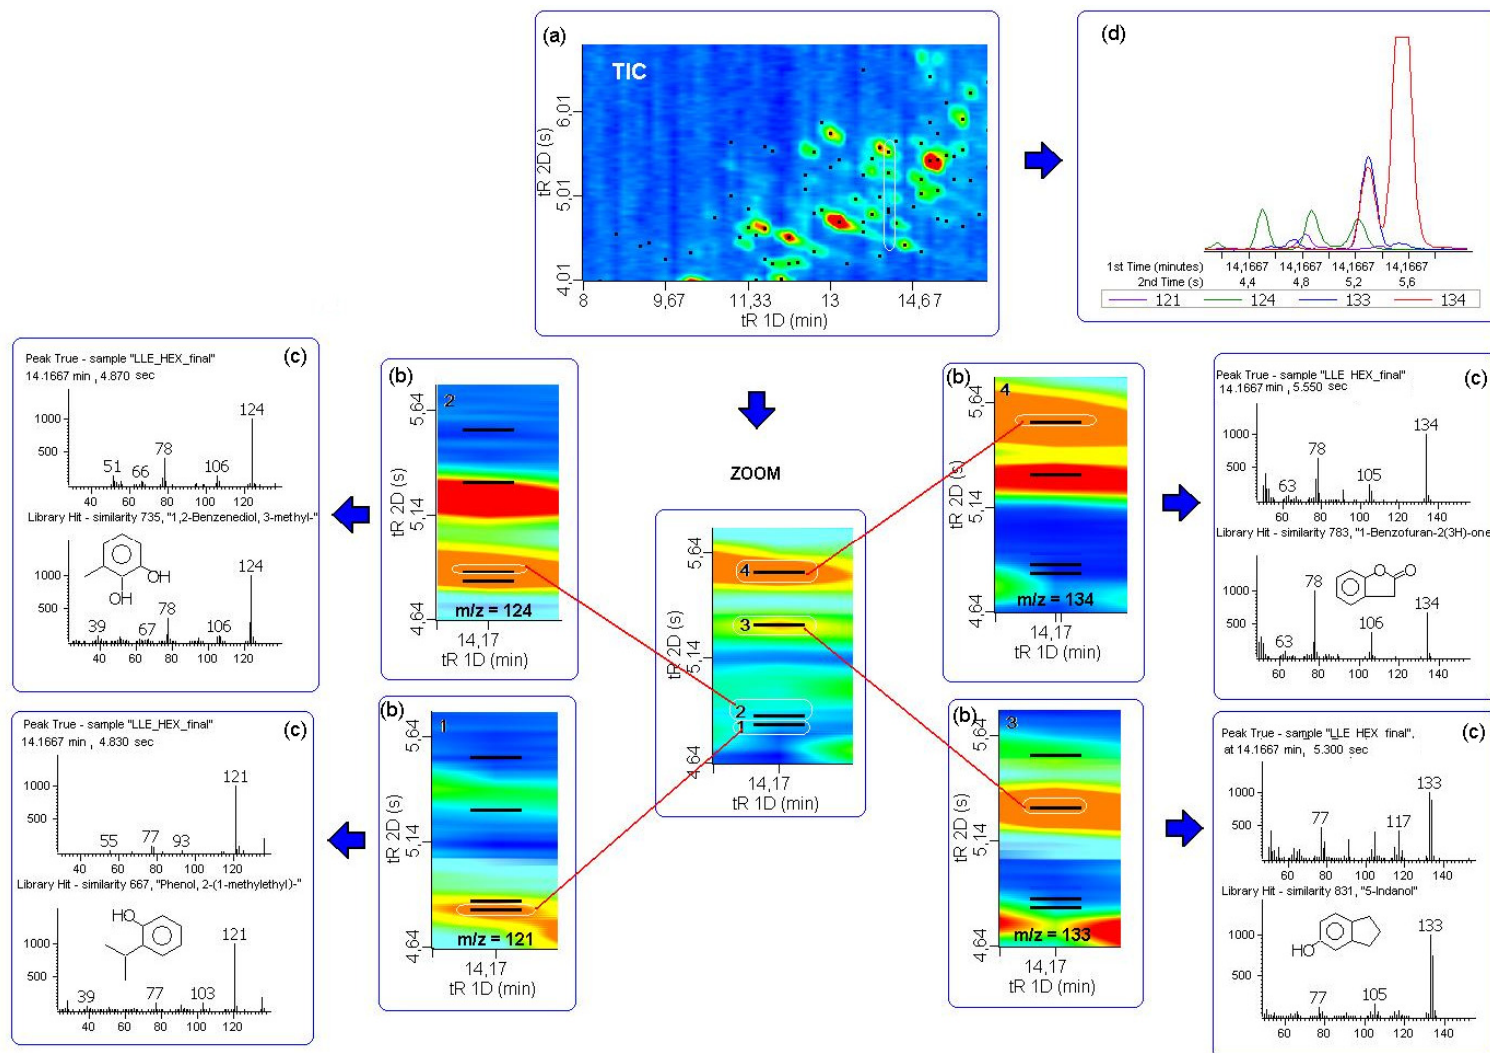 (a)
TIC
tR 2D (s)
6,01
5,01
4,01
8 9,67 11,33 13 14,67
tR 1D (min)
(d)
1st Time (minutes) 14,1667 14,1667 14,1667 14,1667
2nd Time (s) 4,4 4,8 5,2 5,6
121 124 133 134
(c)
Peak True - sample "LLE_HEX_final"
14.1667 min , 4.870 sec
1000
500
51 66 78 106 124
40 60 80 100 120
Library Hit - similarity 735, "1,2-Benzenediol, 3-methyl-"
OH
OH
1000
500
39 67 78 106 124
40 60 80 100 120
(b)
2
5,64
5,14
4,64
tR 2D (s)
m/z = 124
14,17
tR 1D (min)
ZOOM
5,64
5,14
4,64
tR 2D (s)
4
3
2
1
14,17
tR 1D (min)
(b)
4
5,64
5,14
4,64
tR 2D (s)
m/z = 134
14,17
tR 1D (min)
(c)
Peak True - sample "LLE HEX_final"
14.1667 min , 5.550 sec
1000
500
63 78 105 134
60 80 100 120 140
Library Hit - similarity 783, "1-Benzofuran-2(3H)-one
O
O
1000
500
63 78 106 134
60 80 100 120 140
(c)
Peak True - sample "LLE_HEX_final"
14.1667 min , 4.830 sec
1000
500
55 77 93 121
40 60 80 100 120
Library Hit - similarity 667, "Phenol, 2-(1-methylethyl)-"
HO
1000
500
39 77 103 121
40 60 80 100 120
(b)
1
5,64
5,14
4,64
tR 2D (s)
m/z = 121
14,17
tR 1D (min)
(b)
3
5,64
5,14
4,64
tR 2D (s)
m/z = 133
14,17
tR 1D (min)
(c)
Peak True - sample "LLE HEX_final".
at 14.1667 min, 5.300 sec
1000
500
77 117 133
60 80 100 120 140
Library Hit - similarity 831, "5-Indanol"
HO
1000
500
77 105 133
60 80 100 120 140